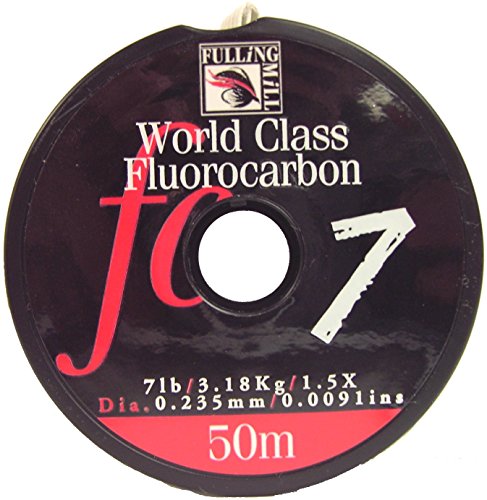 FULLiNG
MiLL
World Class
Fluorocarbon
fc
7
7lb/3.18Kg/1.5X
Dia. 0.235mm/0.0091ins
50m